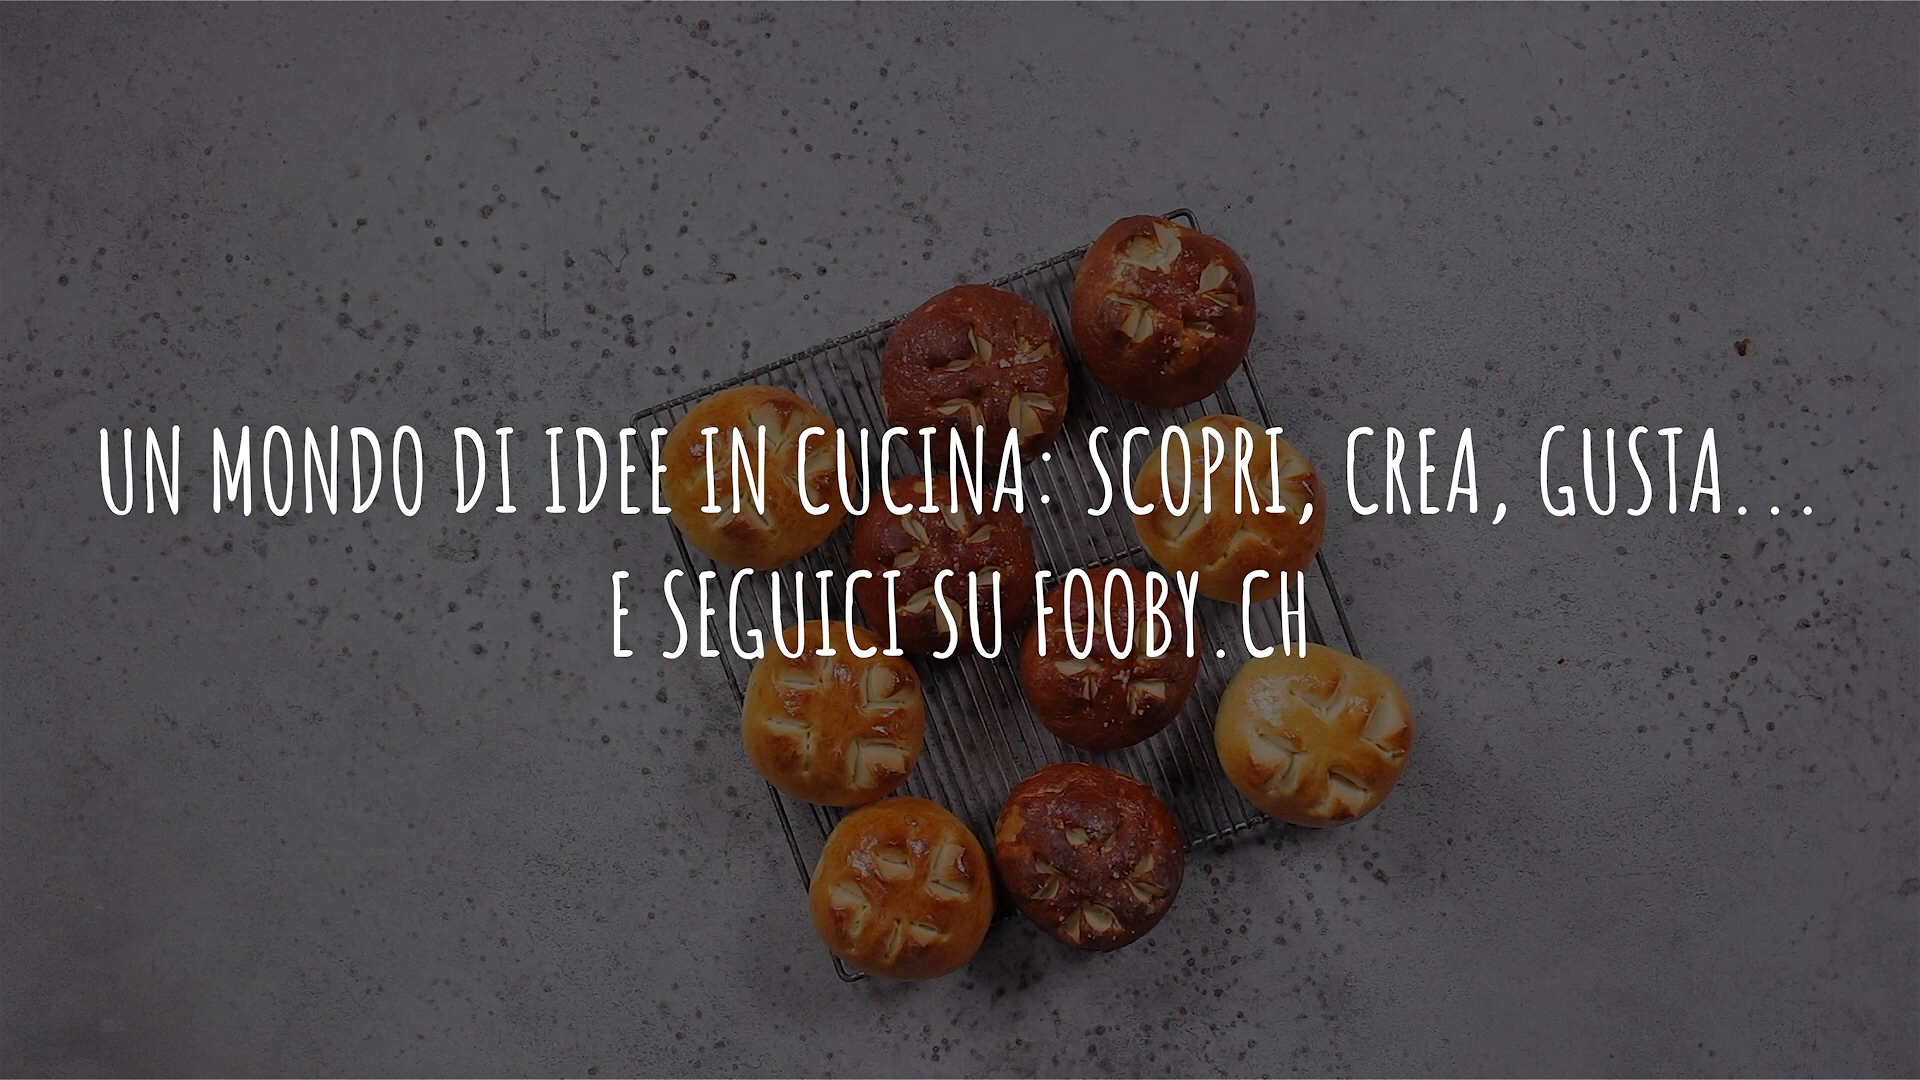 UN MONDO DI IDEE IN CUCINA: SCOPRI, CREA, GUSTA...
E SEGUICI SU FOOBY.CH